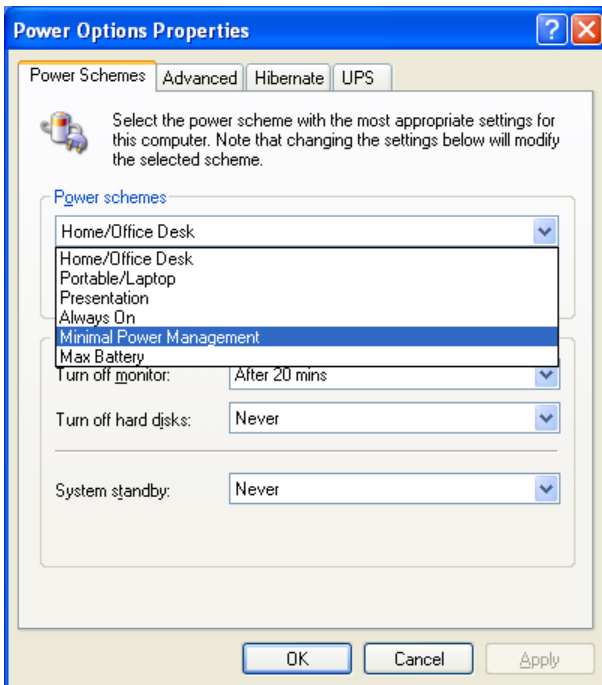 Power Options Properties
Power Schemes Advanced Hibernate UPS
Select the power scheme with the most appropriate settings for
this computer. Note that changing the settings below will modify
the selected scheme.
Power schemes
Home/Office Desk
Home/Office Desk
Portable/Laptop
Presentation
Always On
Minimal Power Management
Max Battery
Turn off monitor: After 20 mins
Turn off hard disks: Never
System standby: Never
OK Cancel Apply